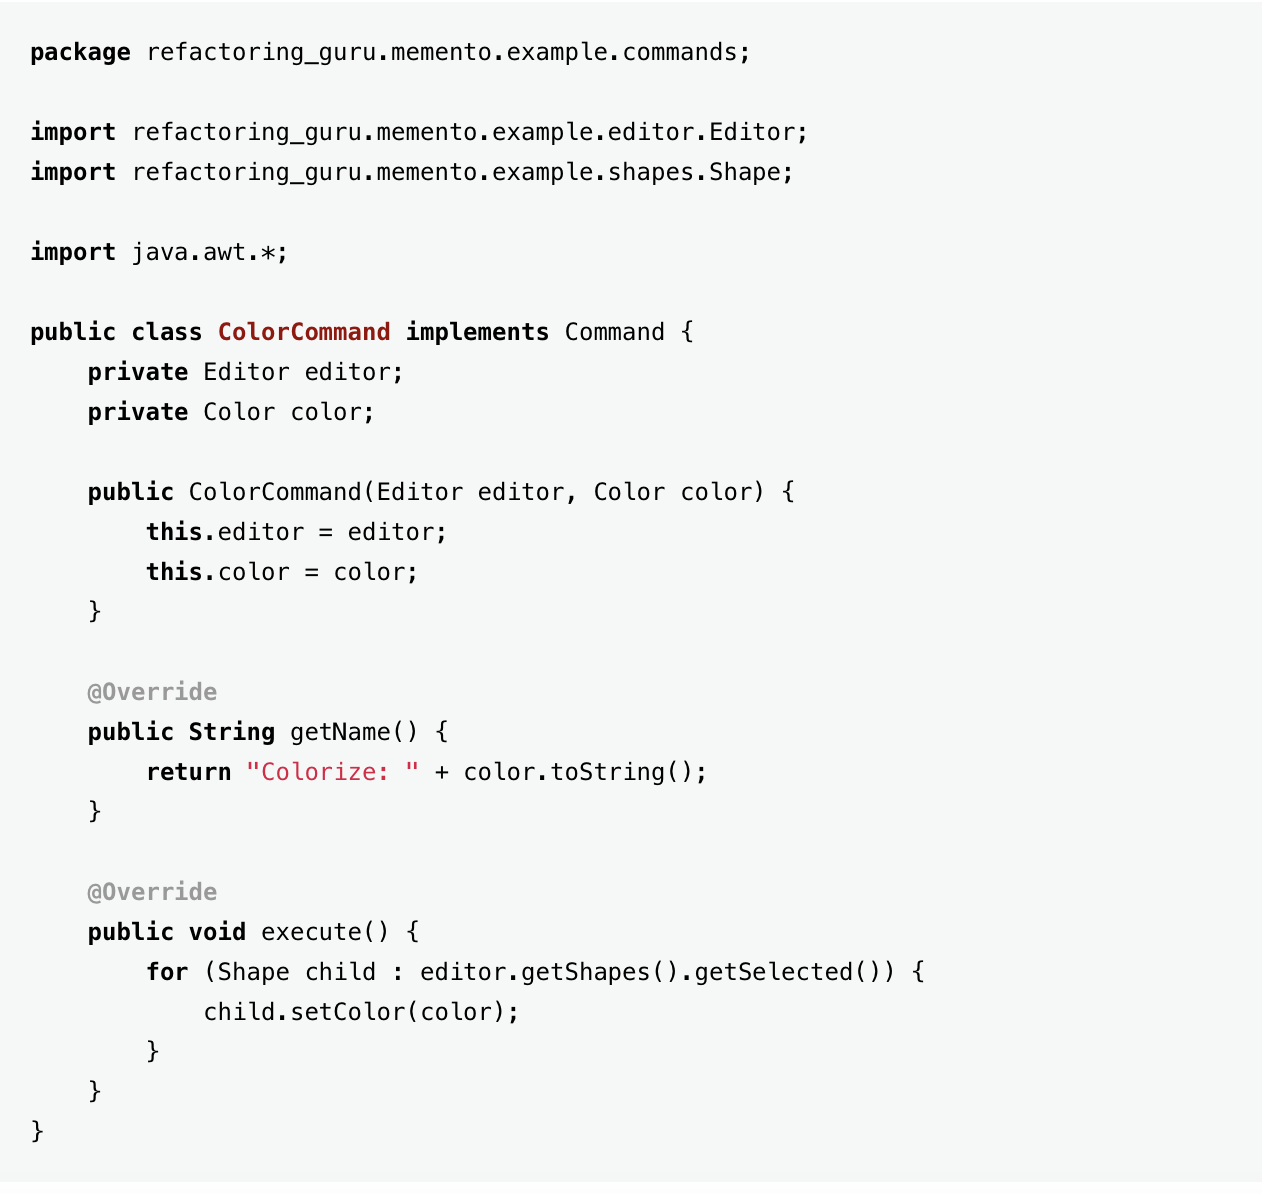 package refactoring_guru.memento.example.commands;
import refactoring_guru.memento.example.editor.Editor;
import refactoring_guru.memento.example.shapes.Shape;
import java.awt.*;
public class ColorCommand implements Command {
    private Editor editor;
    private Color color;
    public ColorCommand(Editor editor, Color color) {
        this.editor = editor;
        this.color = color;
    }
    @Override
    public String getName() {
        return "Colorize: " + color.toString();
    }
    @Override
    public void execute() {
        for (Shape child : editor.getShapes().getSelected()) {
            child.setColor(color);
        }
    }
}